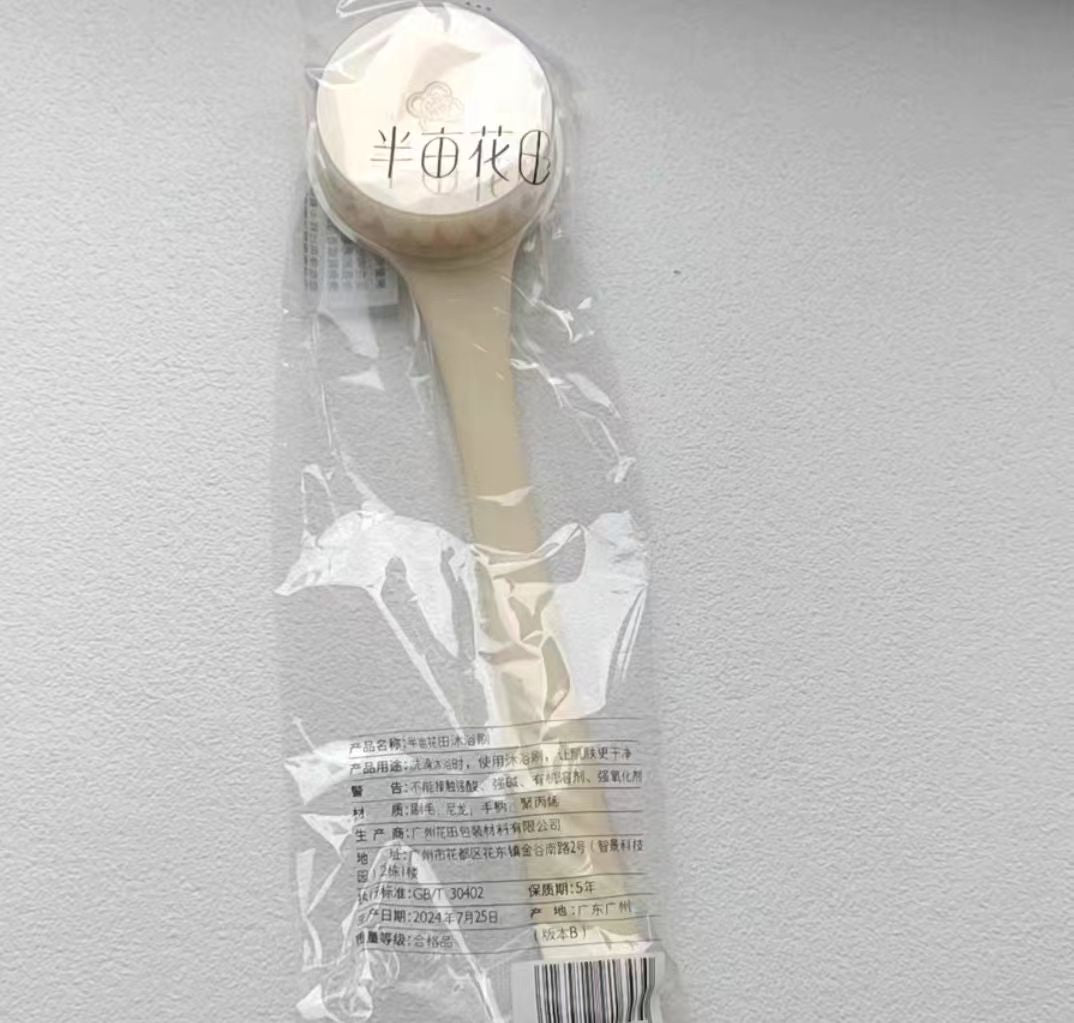 半亩花田
产品名称:半亩花田沐浴刷
产品用途:洗澡沐浴时，使用沐浴刷，让肌肤更干净
警 告:不能接触强酸、强碱、有机溶剂、强氧化剂
材 质:刷毛：尼龙；手柄：聚丙烯
生 产 商:广州花田包装材料有限公司
地 址:广州市花都区花东镇金谷南路2号(智晟科技
园)2栋1楼
执行标准:GB/T 30402 保质期:5年
生产日期:2024年7月25日 产 地:广东广州
质量等级:合格品 (版本B)